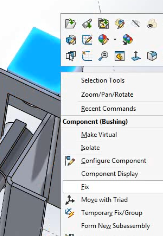 Selection Tools
Zoom/Pan/Rotate
Recent Commands
Component (Bushing)
Make Virtual
Isolate
Configure Component
Component Display
Fix
Move with Triad
Temporary Fix/Group
Form New Subassembly